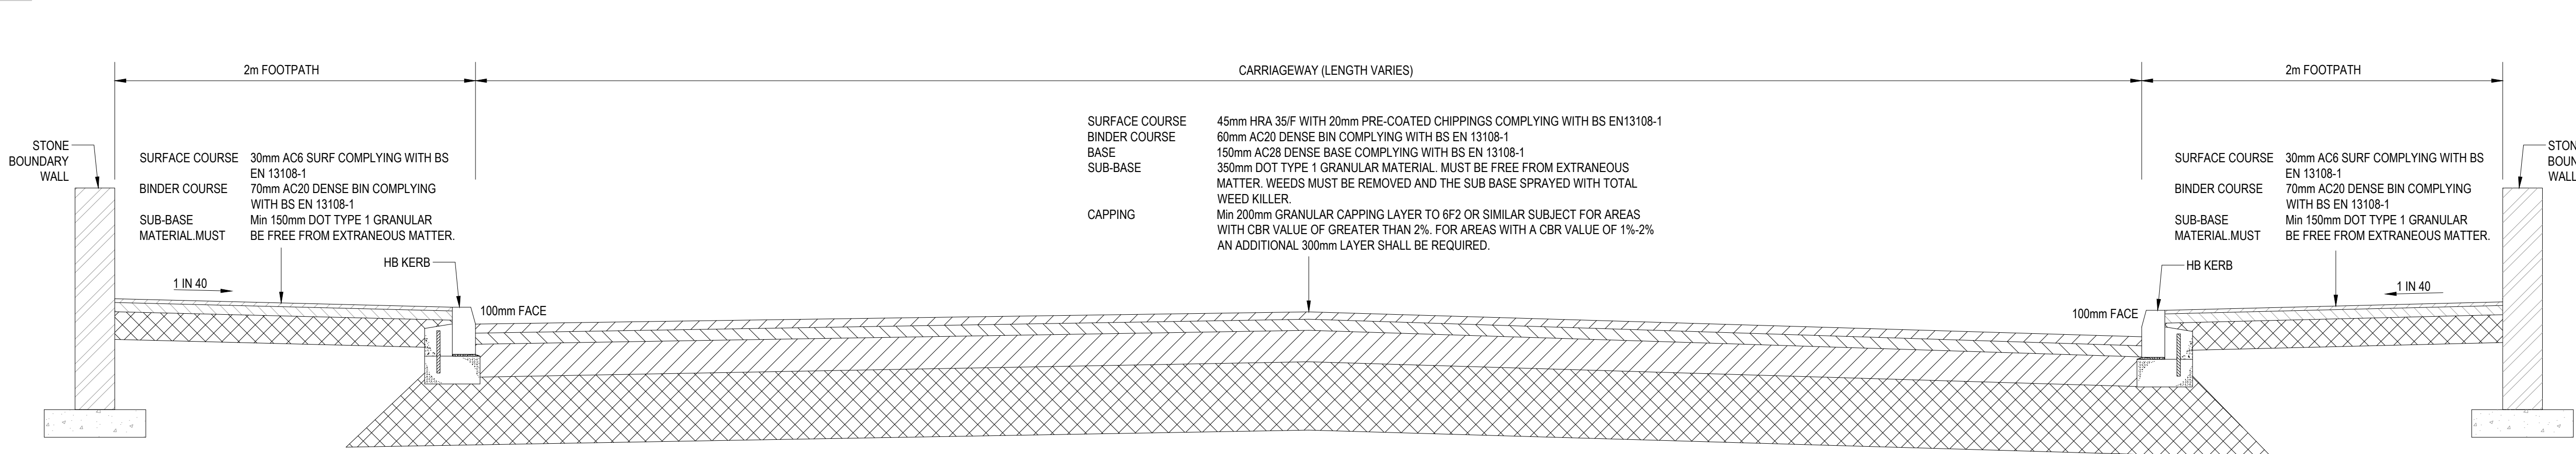 2m FOOTPATH
CARRIAGEWAY (LENGTH VARIES)
2m FOOTPATH
STONE
BOUNDARY
WALL
SURFACE COURSE 30mm AC6 SURF COMPLYING WITH BS
EN 13108-1
BINDER COURSE 70mm AC20 DENSE BIN COMPLYING
WITH BS EN 13108-1
SUB-BASE Min 150mm DOT TYPE 1 GRANULAR
MATERIAL.MUST BE FREE FROM EXTRANEOUS MATTER.
HB KERB
1 IN 40
100mm FACE
SURFACE COURSE 45mm HRA 35/F WITH 20mm PRE-COATED CHIPPINGS COMPLYING WITH BS EN13108-1
BINDER COURSE 60mm AC20 DENSE BIN COMPLYING WITH BS EN 13108-1
BASE 150mm AC28 DENSE BASE COMPLYING WITH BS EN 13108-1
SUB-BASE 350mm DOT TYPE 1 GRANULAR MATERIAL. MUST BE FREE FROM EXTRANEOUS
MATTER. WEEDS MUST BE REMOVED AND THE SUB BASE SPRAYED WITH TOTAL
WEED KILLER.
CAPPING Min 200mm GRANULAR CAPPING LAYER TO 6F2 OR SIMILAR SUBJECT FOR AREAS
WITH CBR VALUE OF GREATER THAN 2%. FOR AREAS WITH A CBR VALUE OF 1%-2%
AN ADDITIONAL 300mm LAYER SHALL BE REQUIRED.
SURFACE COURSE 30mm AC6 SURF COMPLYING WITH BS
EN 13108-1
BINDER COURSE 70mm AC20 DENSE BIN COMPLYING
WITH BS EN 13108-1
SUB-BASE Min 150mm DOT TYPE 1 GRANULAR
MATERIAL.MUST BE FREE FROM EXTRANEOUS MATTER.
HB KERB
1 IN 40
100mm FACE
WALL